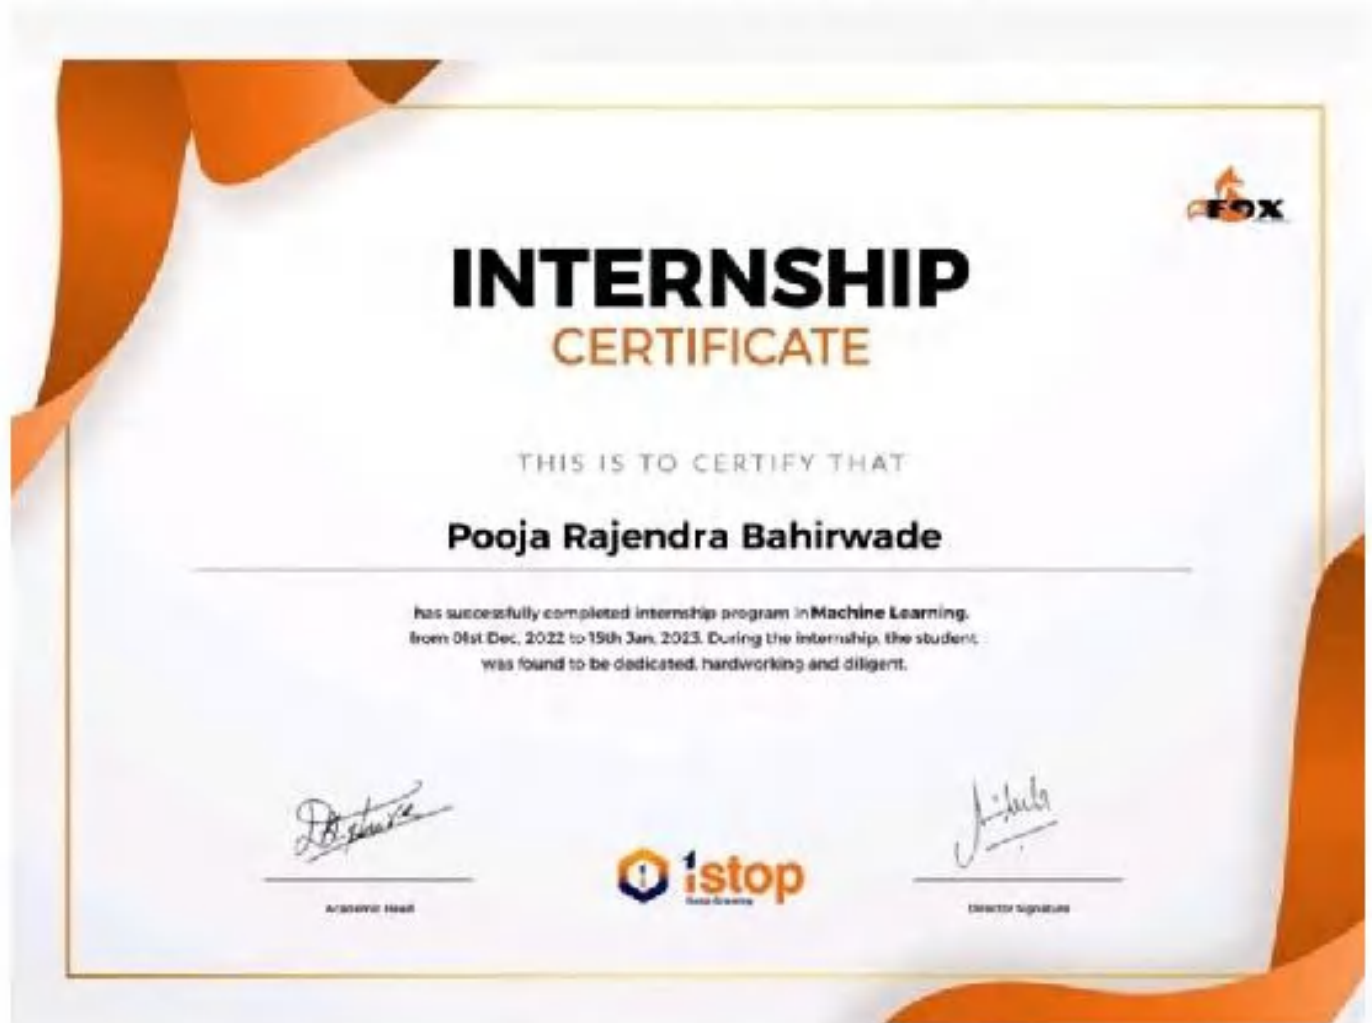 FOX
INTERNSHIP
CERTIFICATE
THIS IS TO CERTIFY THAT
Pooja Rajendra Bahirwade
has successfully completed internship program in Machine Learning,
from 01st Dec, 2022 to 15th Jan, 2023. During the internship, the student
was found to be dedicated, hardworking and diligent.
1stop
Academic Head
Director Signature